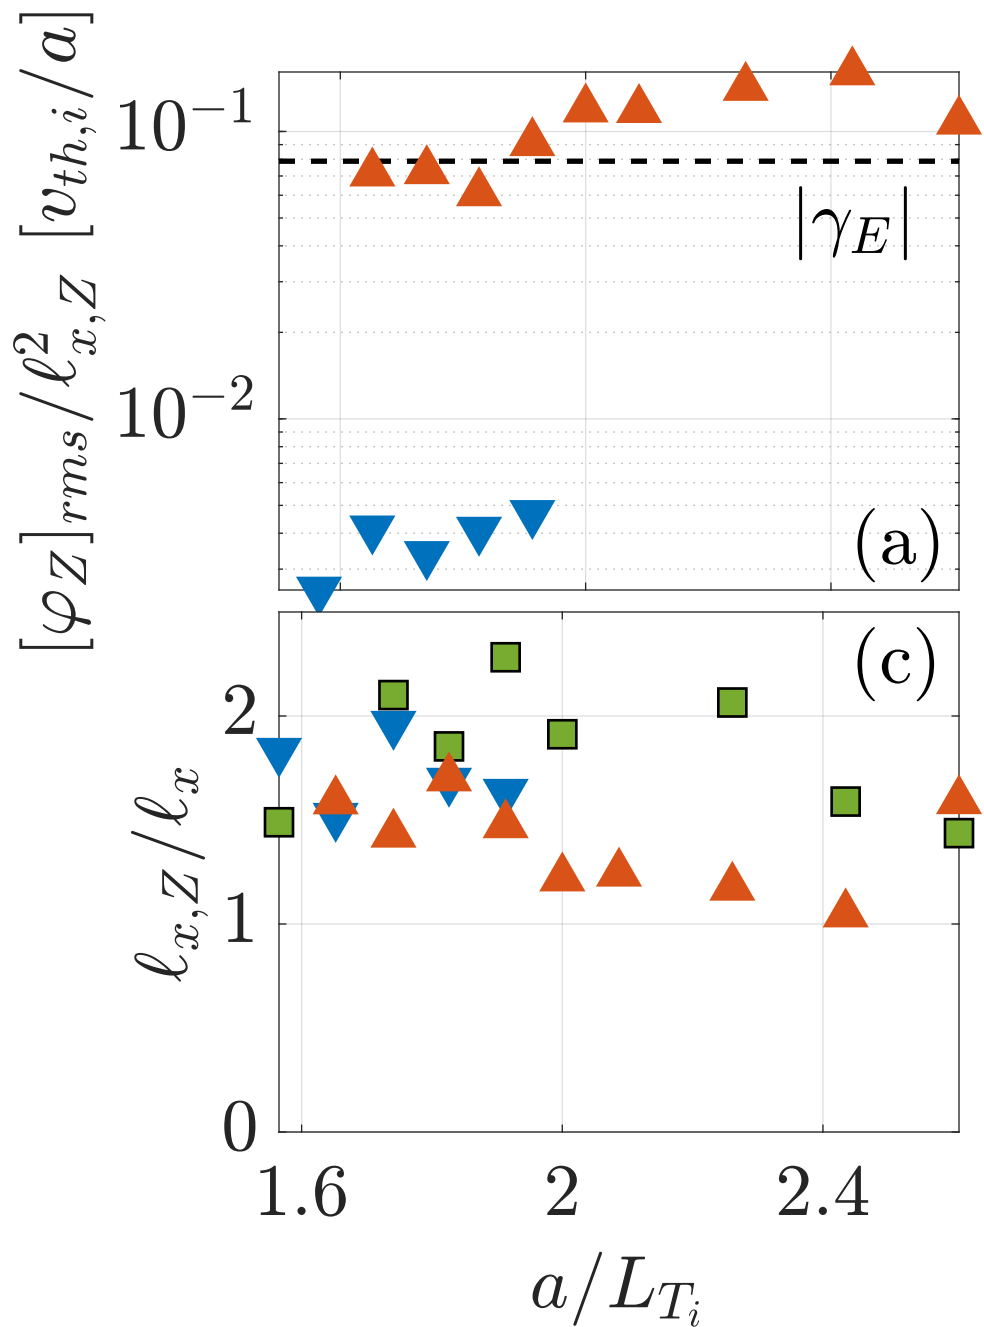 [φ_Z]_{rms}/ℓ²_{x,Z} [v_{th,i}/a]
10⁻¹
10⁻²
|γ_E|
(a)
ℓ_{x,Z}/ℓ_x
2
1
0
(c)
1.6 2 2.4
a/L_{T_i}